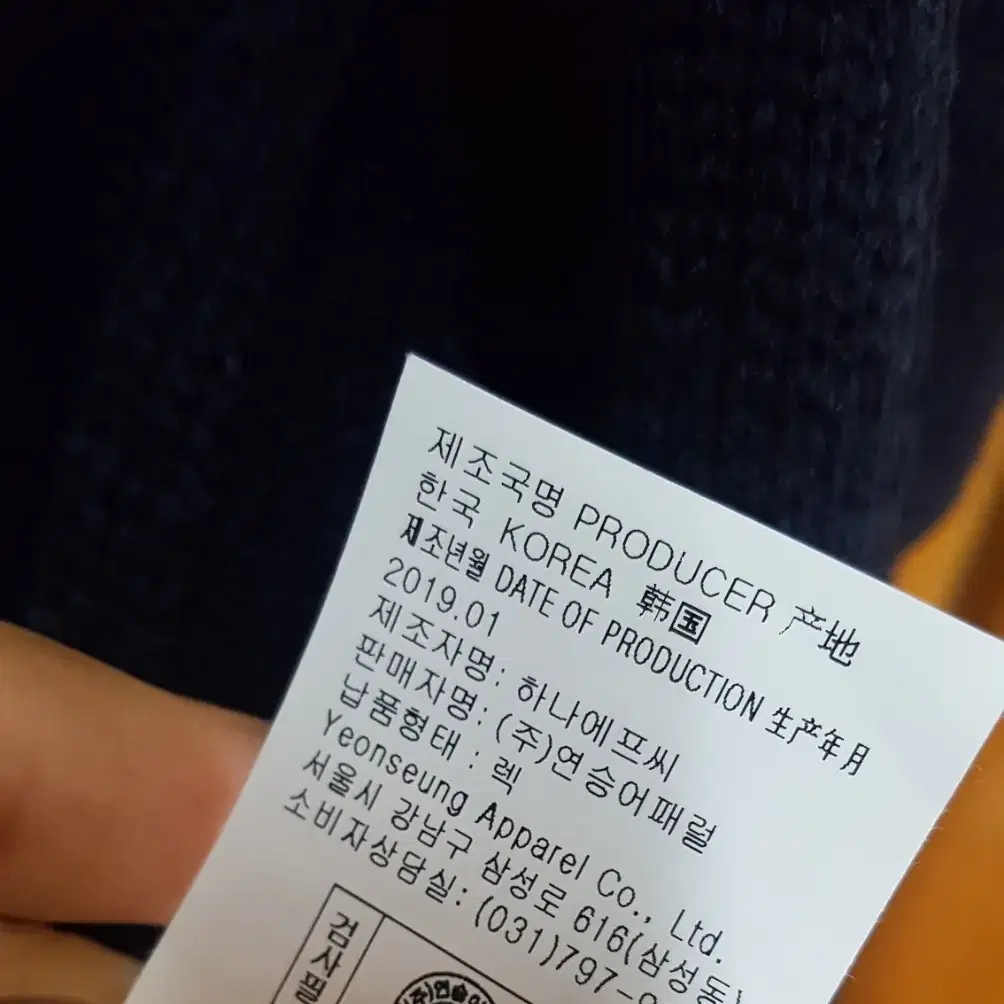 제조국명 PRODUCER 产地
한국 KOREA 韩国
제조년월 DATE OF PRODUCTION 生产年月
2019.01
제조자명: 하나에프씨
판매자명: (주)연승어패럴
납품형태 : 렉
Yeonseung Apparel Co., Ltd.
서울시 강남구 삼성로 616(삼성동)
소비자상담실: (031)797-
검사필
(주)연승어